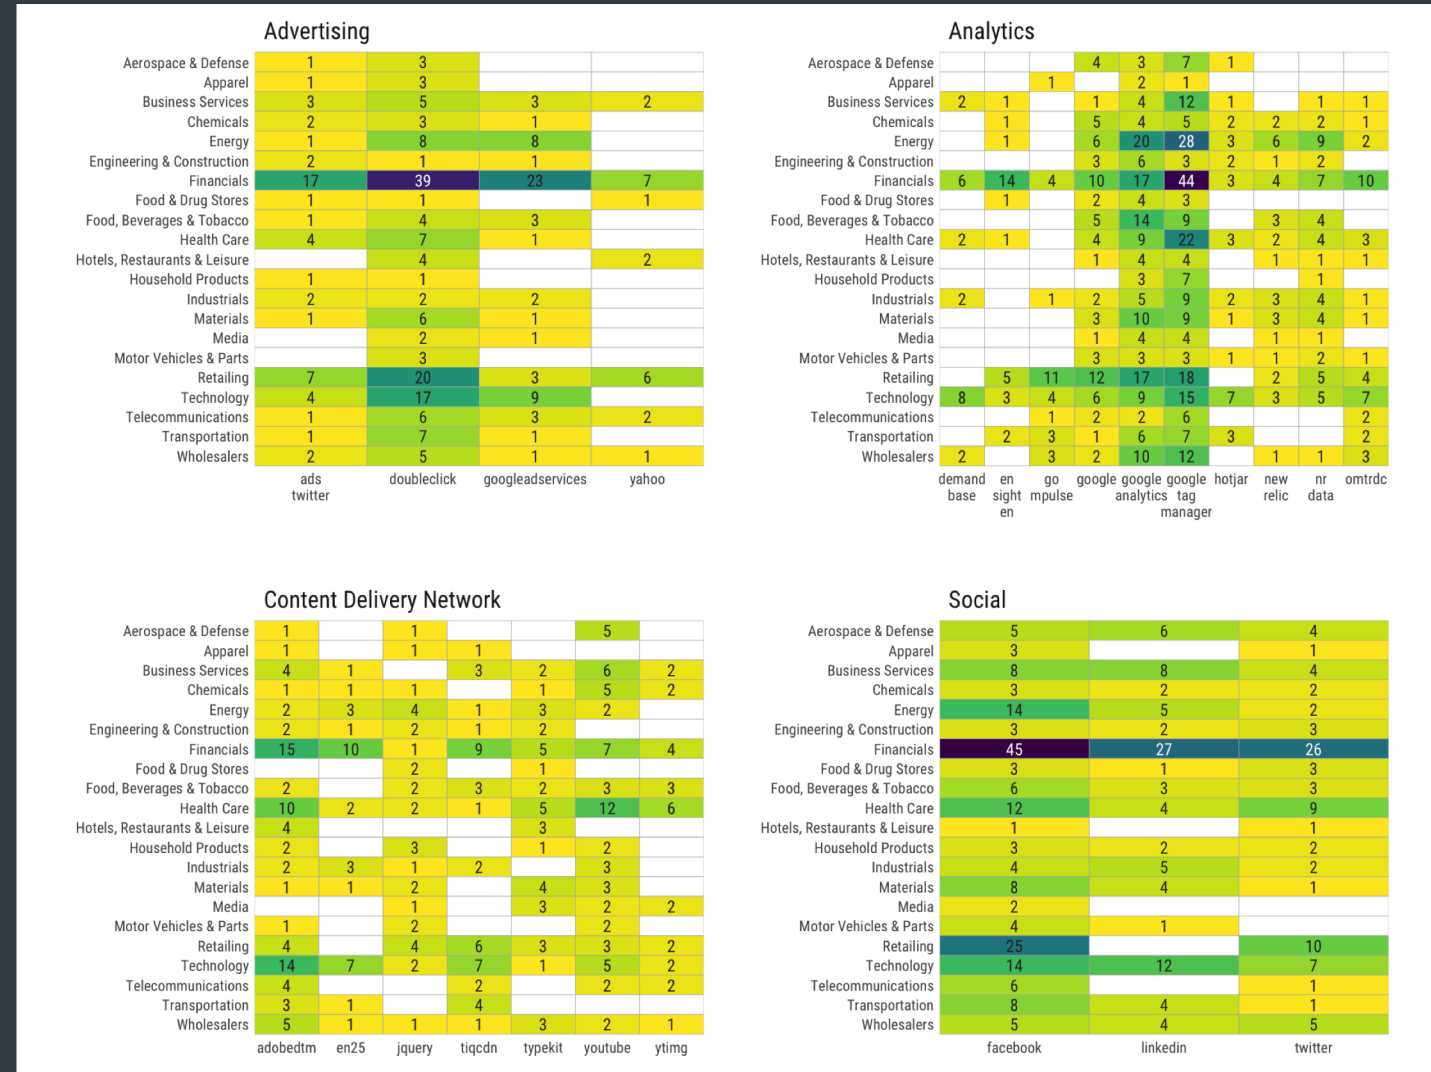 Advertising
Aerospace & Defense 1 3
Apparel 1 3
Business Services 3 5 3 2
Chemicals 2 3 1
Energy 1 8 8
Engineering & Construction 2 1 1
Financials 17 39 23 7
Food & Drug Stores 1 1 1
Food, Beverages & Tobacco 1 4 3
Health Care 4 7 1
Hotels, Restaurants & Leisure 4 2
Household Products 1 1
Industrials 2 2 2
Materials 1 6 1
Media 2 1
Motor Vehicles & Parts 3
Retailing 7 20 3 6
Technology 4 17 9
Telecommunications 1 6 3 2
Transportation 1 7 1
Wholesalers 2 5 1 1
ads doubleclick googleadservices yahoo
twitter
Analytics
Aerospace & Defense 4 3 7 1
Apparel 1 2 1
Business Services 2 1 1 4 12 1 1 1
Chemicals 1 5 4 5 2 2 2 1
Energy 1 6 20 28 3 6 9 2
Engineering & Construction 3 6 3 2 1 2
Financials 6 14 4 10 17 44 3 4 7 10
Food & Drug Stores 1 2 4 3
Food, Beverages & Tobacco 5 14 9 3 4
Health Care 2 1 4 9 22 3 2 4 3
Hotels, Restaurants & Leisure 1 4 4 1 1 1
Household Products 3 7 1
Industrials 2 1 2 5 9 2 3 4 1
Materials 3 10 9 1 3 4 1
Media 1 4 4 1 1
Motor Vehicles & Parts 3 3 3 1 1 2 1
Retailing 5 11 12 17 18 2 5 4
Technology 8 3 4 6 9 15 7 3 5 7
Telecommunications 1 2 2 6 2
Transportation 2 3 1 6 7 3 2
Wholesalers 2 3 2 10 12 1 1 3
demand en go google google google hotjar new nr omtrdc
base sight mpulse analytics tag relic data
en manager
Content Delivery Network
Aerospace & Defense 1 1 5
Apparel 1 1 1
Business Services 4 1 3 2 6 2
Chemicals 1 1 1 1 5 2
Energy 2 3 4 1 3 2
Engineering & Construction 2 1 2 1 2
Financials 15 10 1 9 5 7 4
Food & Drug Stores 2 1
Food, Beverages & Tobacco 2 2 3 2 3 3
Health Care 10 2 2 1 5 12 6
Hotels, Restaurants & Leisure 4 3
Household Products 2 3 1 2
Industrials 2 3 1 2 3
Materials 1 1 2 4 3
Media 1 3 2 2
Motor Vehicles & Parts 1 2 2
Retailing 4 4 6 3 3 2
Technology 14 7 2 7 1 5 2
Telecommunications 4 2 2 2
Transportation 3 1 4
Wholesalers 5 1 1 1 3 2 1
adobedtm en25 jquery tiqcdn typekit youtube ytimg
Social
Aerospace & Defense 5 6 4
Apparel 3 1
Business Services 8 8 4
Chemicals 3 2 2
Energy 14 5 2
Engineering & Construction 3 2 3
Financials 45 27 26
Food & Drug Stores 3 1 3
Food, Beverages & Tobacco 6 3 3
Health Care 12 4 9
Hotels, Restaurants & Leisure 1 1
Household Products 3 2 2
Industrials 4 5 2
Materials 8 4 1
Media 2
Motor Vehicles & Parts 4 1
Retailing 25 10
Technology 14 12 7
Telecommunications 6 1
Transportation 8 4 1
Wholesalers 5 4 5
facebook linkedin twitter